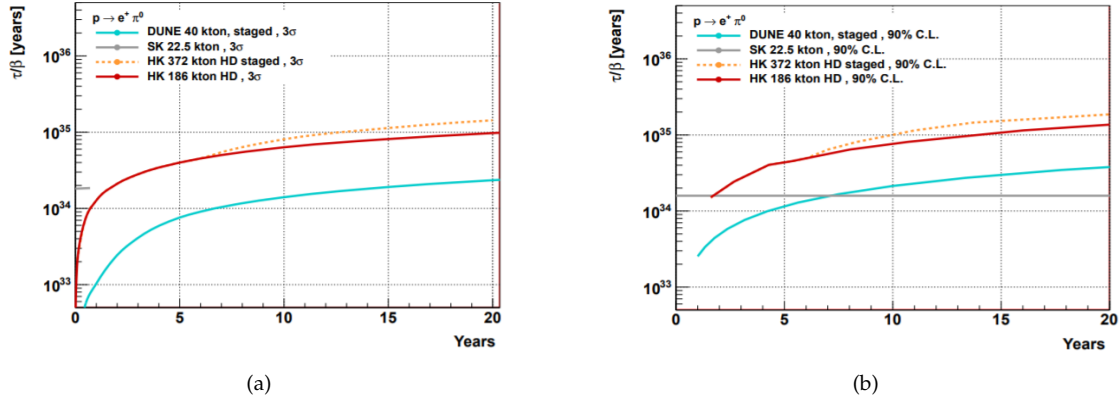 τ/β [years]
p → e⁺ π⁰
DUNE 40 kton, staged , 3σ
SK 22.5 kton , 3σ
HK 372 kton HD staged , 3σ
HK 186 kton HD , 3σ
10³⁶
10³⁵
10³⁴
10³³
0 5 10 15 20
Years
(a)
τ/β [years]
p → e⁺ π⁰
DUNE 40 kton, staged , 90% C.L.
SK 22.5 kton , 90% C.L.
HK 372 kton HD staged , 90% C.L.
HK 186 kton HD , 90% C.L.
10³⁶
10³⁵
10³⁴
10³³
0 5 10 15 20
Years
(b)